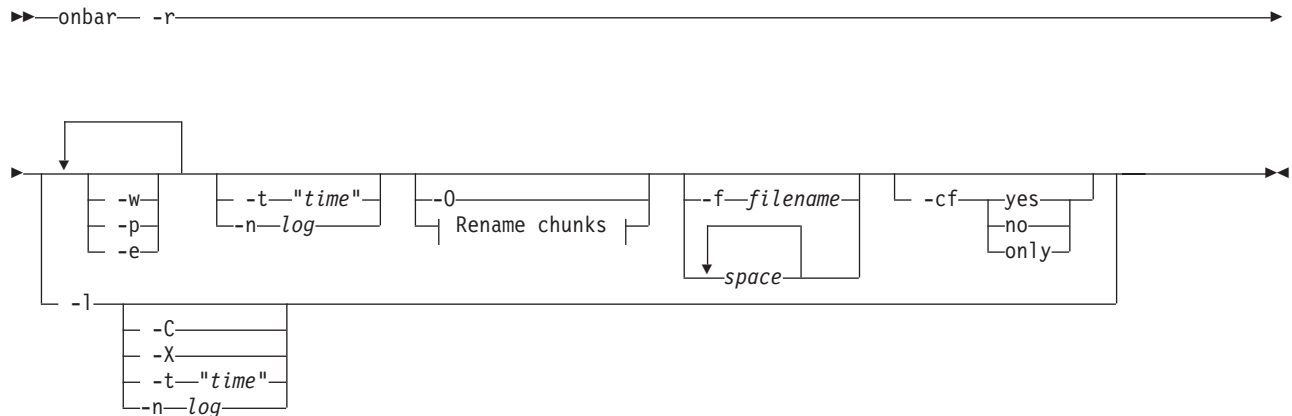 onbar -r
-w -t "time" -O -f filename -cf yes
-p -n log Rename chunks no
-e space only
-l
-C
-X
-t "time"
-n log